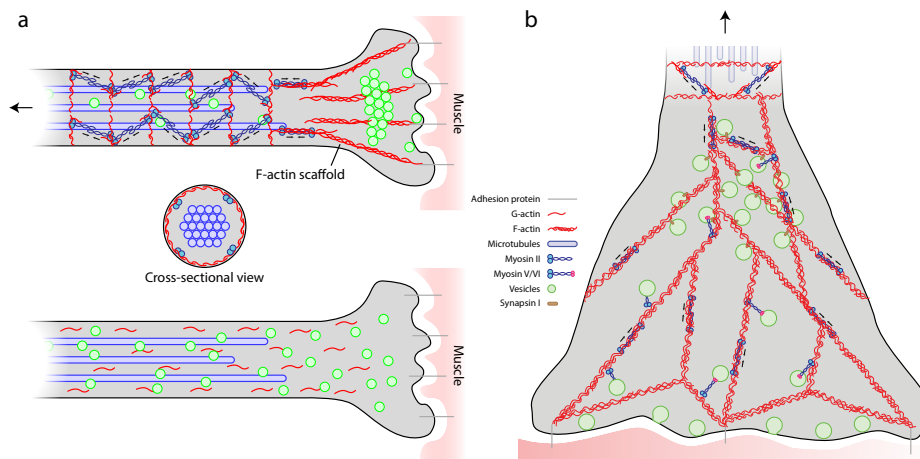 a
Muscle
F-actin scaffold
Cross-sectional view
Muscle
b
Adhesion protein
G-actin
F-actin
Microtubules
Myosin II
Myosin V/VI
Vesicles
Synapsin I